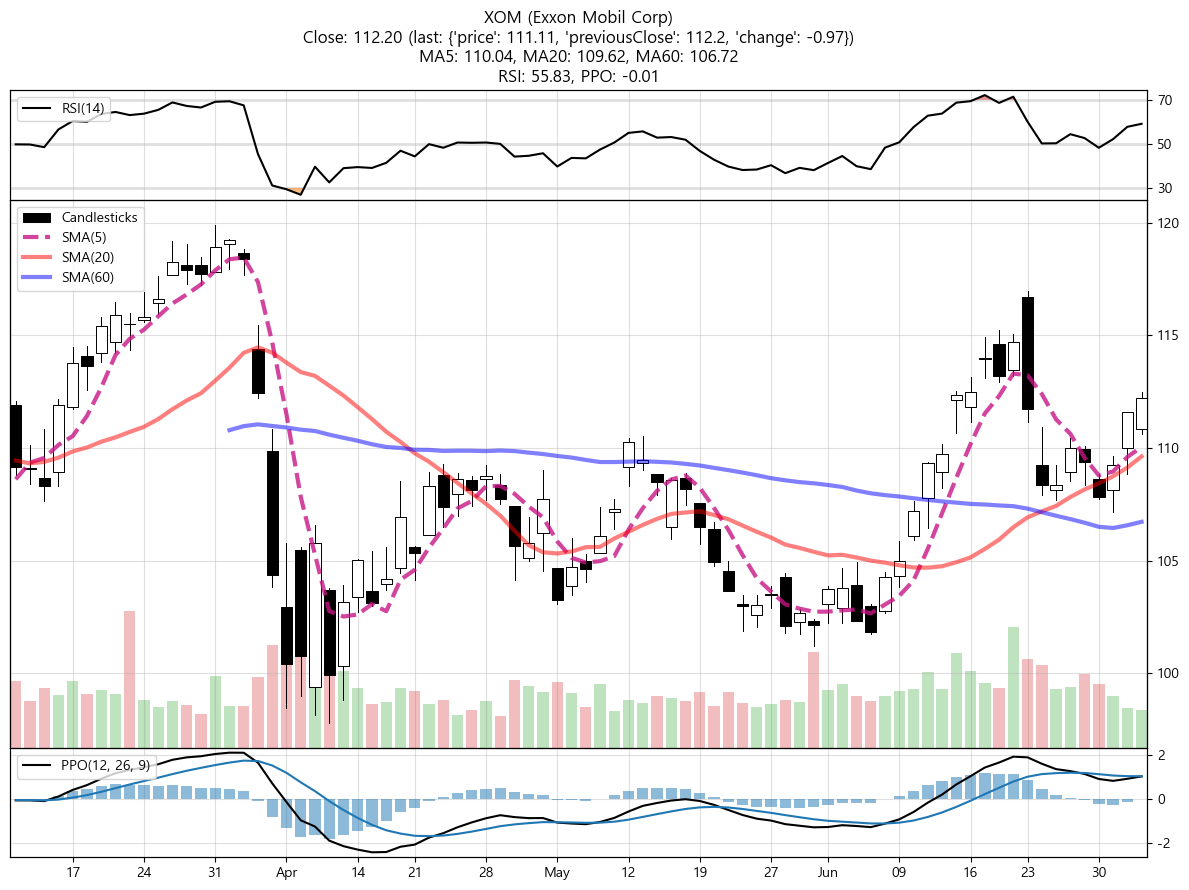 XOM (Exxon Mobil Corp)
Close: 112.20 (last: {'price': 111.11, 'previousClose': 112.2, 'change': -0.97})
MA5: 110.04, MA20: 109.62, MA60: 106.72
RSI: 55.83, PPO: -0.01
RSI(14)
70
50
30
Candlesticks
SMA(5)
SMA(20)
SMA(60)
120
115
110
105
100
PPO(12, 26, 9)
2
0
-2
17 24 31 Apr 14 21 28 May 12 19 27 Jun 09 16 23 30